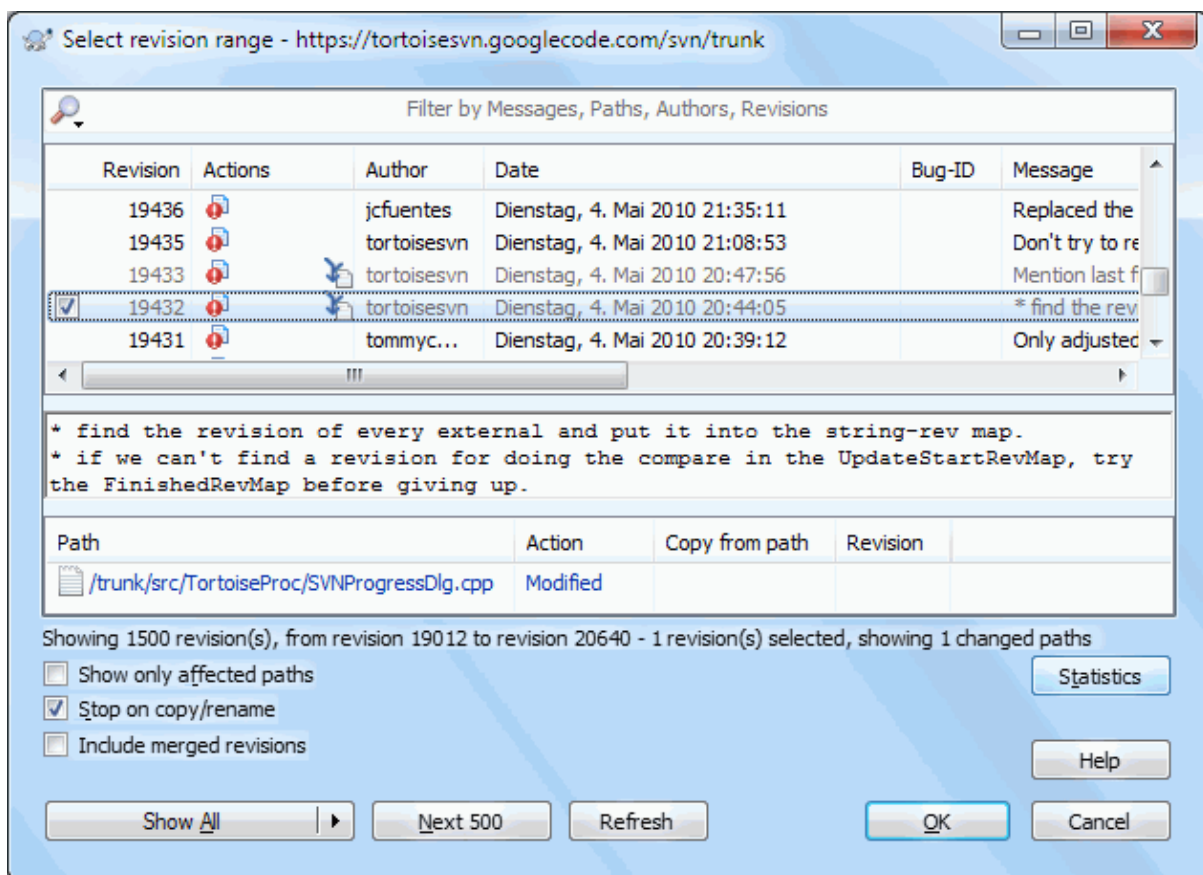 Select revision range - https://tortoisesvn.googlecode.com/svn/trunk
Filter by Messages, Paths, Authors, Revisions
Revision Actions Author Date Bug-ID Message
19436 jcfuentes Dienstag, 4. Mai 2010 21:35:11 Replaced the
19435 tortoisesvn Dienstag, 4. Mai 2010 21:08:53 Don't try to re
19433 tortoisesvn Dienstag, 4. Mai 2010 20:47:56 Mention last f
19432 tortoisesvn Dienstag, 4. Mai 2010 20:44:05 * find the rev
19431 tommyc... Dienstag, 4. Mai 2010 20:39:12 Only adjusted
* find the revision of every external and put it into the string-rev map.
* if we can't find a revision for doing the compare in the UpdateStartRevMap, try
the FinishedRevMap before giving up.
Path Action Copy from path Revision
/trunk/src/TortoiseProc/SVNProgressDlg.cpp Modified
Showing 1500 revision(s), from revision 19012 to revision 20640 - 1 revision(s) selected, showing 1 changed paths
Show only affected paths
Statistics
Stop on copy/rename
Include merged revisions
Help
Show All Next 500 Refresh OK Cancel